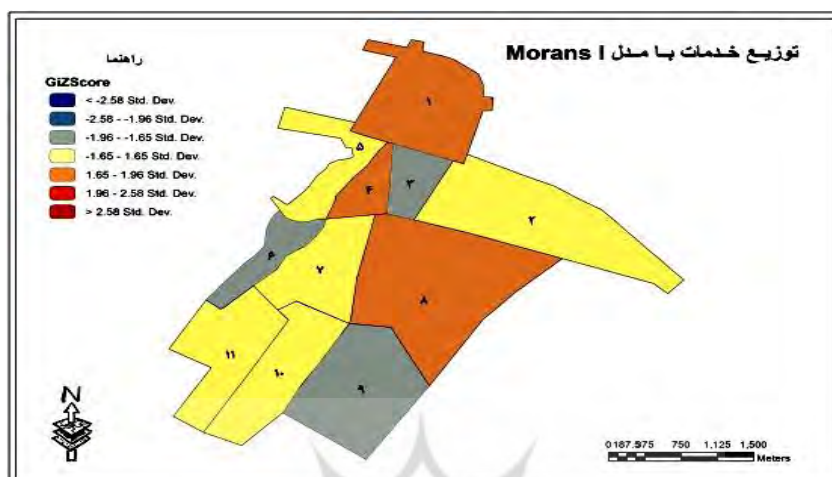 توزیع خدمات با مدل Morans I
راهنما
GiZScore
< -2.58 Std. Dev.
-2.58 - -1.96 Std. Dev.
-1.96 - -1.65 Std. Dev.
-1.65 - 1.65 Std. Dev.
1.65 - 1.96 Std. Dev.
1.96 - 2.58 Std. Dev.
> 2.58 Std. Dev.
۱
۵
۴
۳
۲
۶
۷
۸
۱۱
۱۰
۹
N
0 187.5 375 750 1,125 1,500
Meters